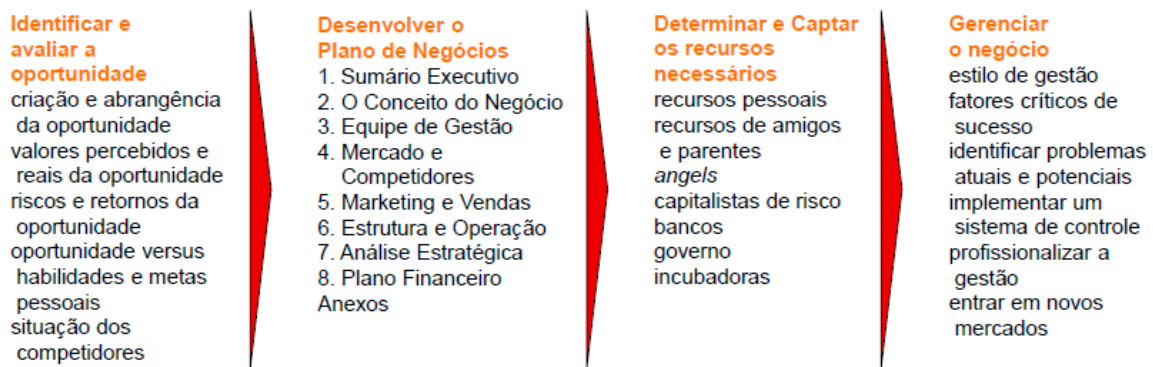 Identificar e
avaliar a
oportunidade
criação e abrangência
da oportunidade
valores percebidos e
reais da oportunidade
riscos e retornos da
oportunidade
oportunidade versus
habilidades e metas
pessoais
situação dos
competidores
Desenvolver o
Plano de Negócios
1. Sumário Executivo
2. O Conceito do Negócio
3. Equipe de Gestão
4. Mercado e
Competidores
5. Marketing e Vendas
6. Estrutura e Operação
7. Análise Estratégica
8. Plano Financeiro
Anexos
Determinar e Captar
os recursos
necessários
recursos pessoais
recursos de amigos
e parentes
angels
capitalistas de risco
bancos
governo
incubadoras
Gerenciar
o negócio
estilo de gestão
fatores críticos de
sucesso
identificar problemas
atuais e potenciais
implementar um
sistema de controle
profissionalizar a
gestão
entrar em novos
mercados